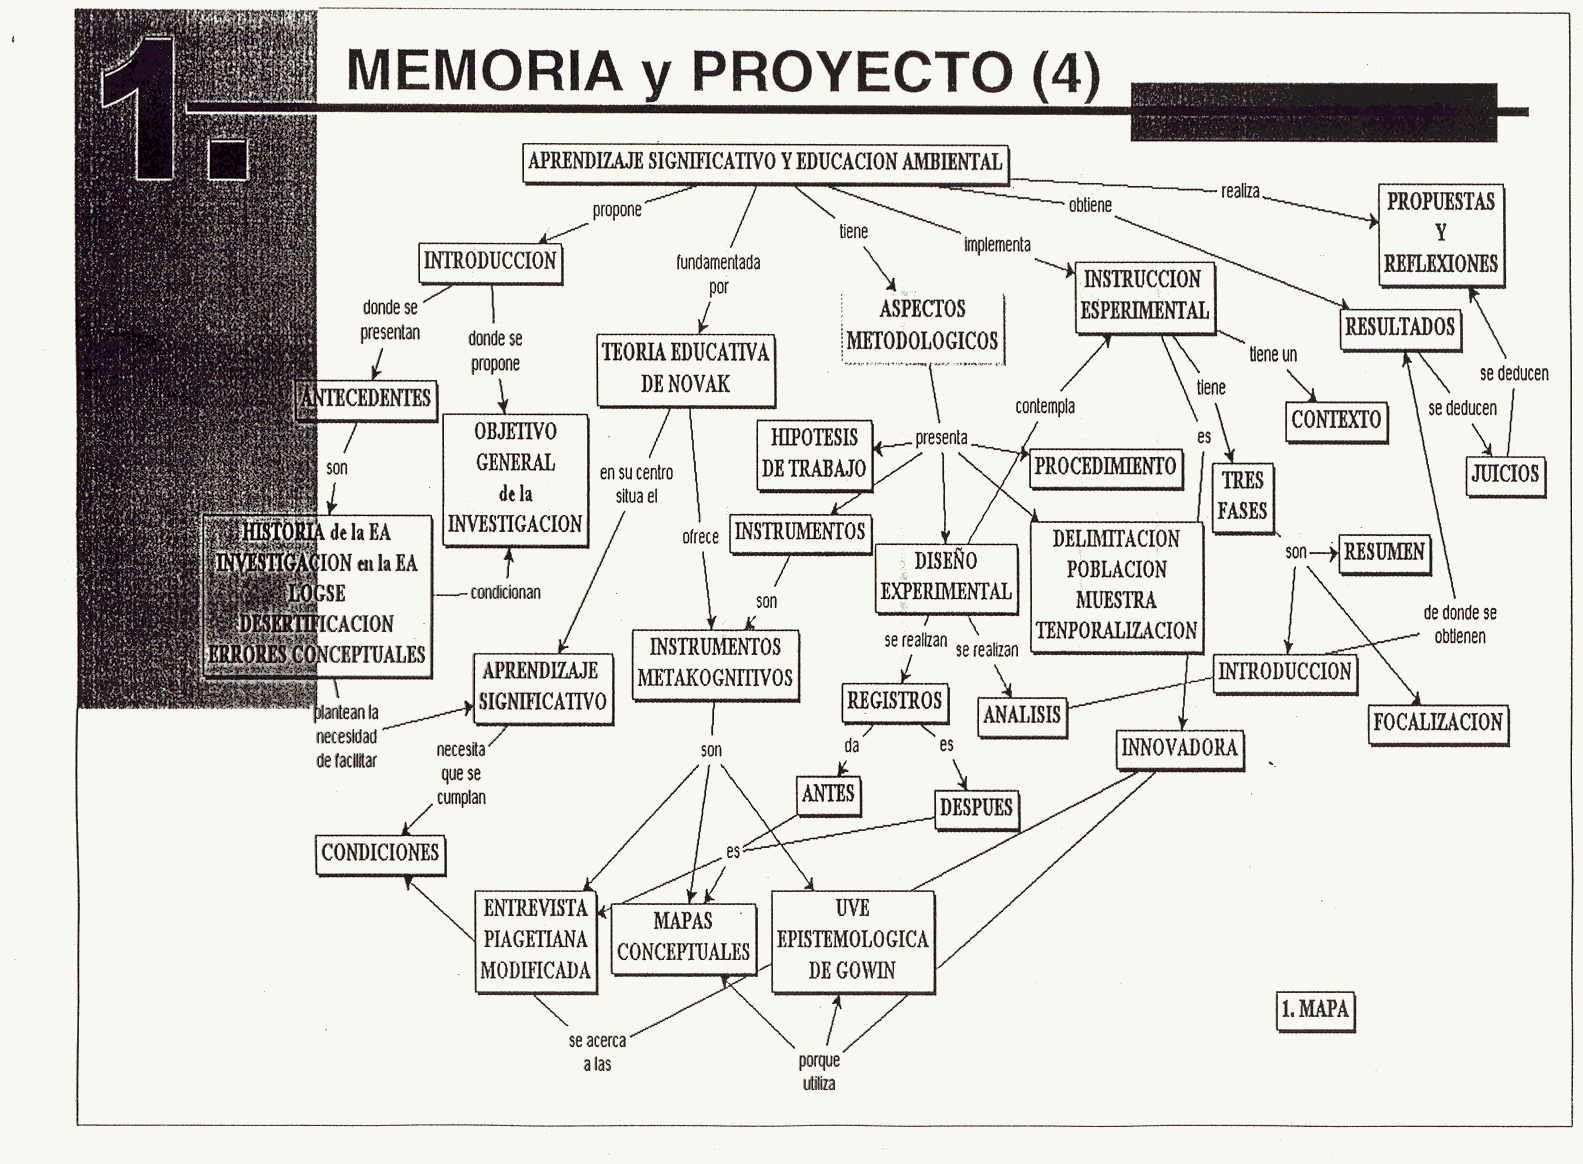 1.
MEMORIA y PROYECTO (4)
APRENDIZAJE SIGNIFICATIVO Y EDUCACION AMBIENTAL
realiza
obtiene
propone
tiene
implementa
fundamentada
por
PROPUESTAS
Y
REFLEXIONES
INTRODUCCION
INSTRUCCION
ESPERIMENTAL
ASPECTOS
METODOLOGICOS
RESULTADOS
donde se
presentan
donde se
propone
TEORIA EDUCATIVA
DE NOVAK
tiene un
tiene
se deducen
se deducen
ANTECEDENTES
contempla
CONTEXTO
OBJETIVO
GENERAL
de la
INVESTIGACION
HIPOTESIS
DE TRABAJO
presenta
es
PROCEDIMIENTO
son
en su centro
situa el
TRES
FASES
JUICIOS
HISTORIA de la EA
INVESTIGACION en la EA
LOGSE
DESERTIFICACION
ERRORES CONCEPTUALES
INSTRUMENTOS
ofrece
DISEÑO
EXPERIMENTAL
DELIMITACION
POBLACION
MUESTRA
TENPORALIZACION
son
RESUMEN
condicionan
son
de donde se
obtienen
se realizan
se realizan
INSTRUMENTOS
METAKOGNITIVOS
APRENDIZAJE
SIGNIFICATIVO
INTRODUCCION
REGISTROS
ANALISIS
FOCALIZACION
plantean la
necesidad
de facilitar
necesita
que se
cumplan
son
da
es
INNOVADORA
ANTES
DESPUES
CONDICIONES
es
ENTREVISTA
PIAGETIANA
MODIFICADA
MAPAS
CONCEPTUALES
UVE
EPISTEMOLOGICA
DE GOWIN
1. MAPA
se acerca
a las
porque
utiliza